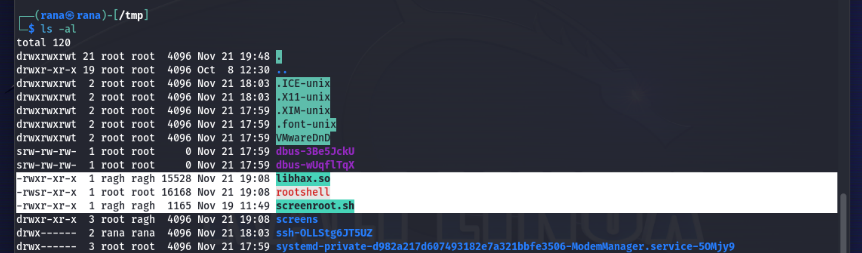 ┌──(rana㉿rana)-[/tmp]
└─$ ls -al
total 120
drwxrwxrwt 21 root root  4096 Nov 21 19:48 .
drwxr-xr-x 19 root root  4096 Oct  8 12:30 ..
drwxrwxrwt  2 root root  4096 Nov 21 18:03 .ICE-unix
drwxrwxrwt  2 root root  4096 Nov 21 18:03 .X11-unix
drwxrwxrwt  2 root root  4096 Nov 21 17:59 .XIM-unix
drwxrwxrwt  2 root root  4096 Nov 21 17:59 .font-unix
drwxrwxrwt  2 root root  4096 Nov 21 17:59 VMwareDnD
srw-rw-rw-  1 root root     0 Nov 21 17:59 dbus-3Be5JckU
srw-rw-rw-  1 root root     0 Nov 21 17:59 dbus-wUqflTqX
-rwxr-xr-x  1 ragh ragh 15528 Nov 21 19:08 libhax.so
-rwsr-xr-x  1 root root 16168 Nov 21 19:08 rootshell
-rwxr-xr-x  1 ragh ragh  1165 Nov 19 11:49 screenroot.sh
drwxr-xr-x  3 root ragh  4096 Nov 21 19:08 screens
drwx------  2 rana rana  4096 Nov 21 18:03 ssh-OLLStg6JT5UZ
drwx------  3 root root  4096 Nov 21 17:59 systemd-private-d982a217d607493182e7a321bbfe3506-ModemManager.service-5OMjy9